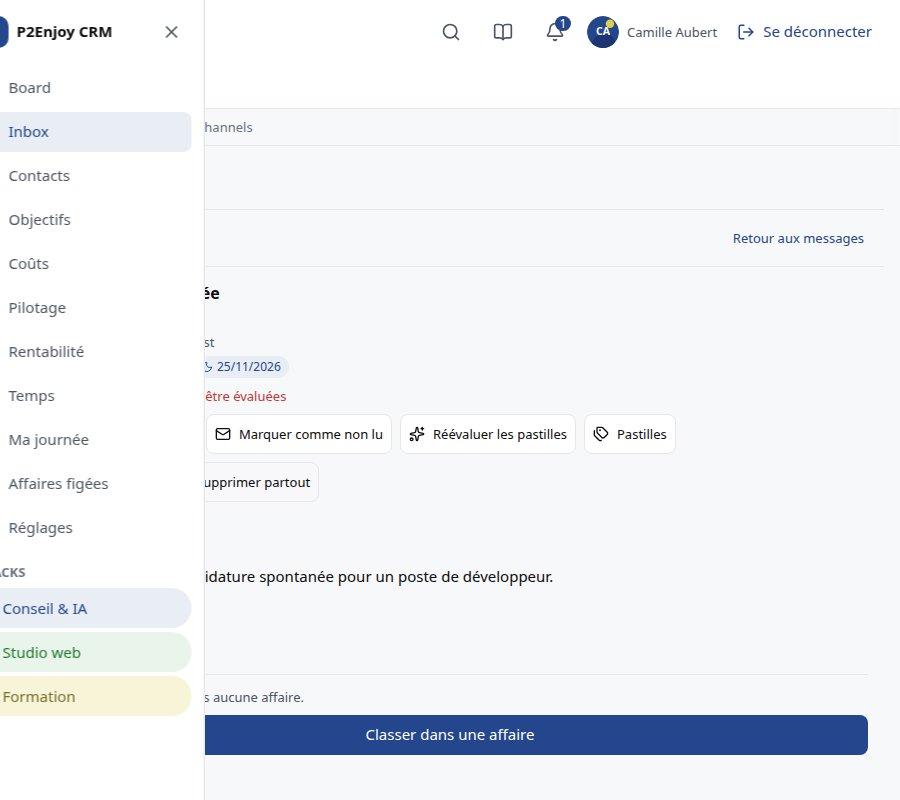 P2Enjoy CRM
1
CA
Camille Aubert
Se déconnecter
Board
Inbox
hannels
Contacts
Objectifs
Retour aux messages
Coûts
ée
Pilotage
st
Rentabilité
25/11/2026
Temps
être évaluées
Ma journée
Marquer comme non lu
Réévaluer les pastilles
Pastilles
Affaires figées
upprimer partout
Réglages
ACKS
idature spontanée pour un poste de développeur.
Conseil & IA
Studio web
Formation
s aucune affaire.
Classer dans une affaire